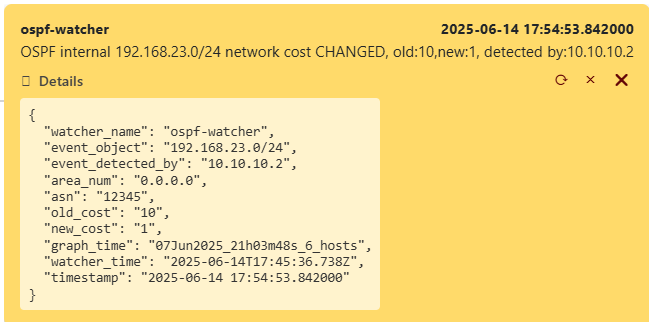 ospf-watcher 2025-06-14 17:54:53.842000
OSPF internal 192.168.23.0/24 network cost CHANGED, old:10,new:1, detected by:10.10.10.2
Details
{
"watcher_name": "ospf-watcher",
"event_object": "192.168.23.0/24",
"event_detected_by": "10.10.10.2",
"area_num": "0.0.0.0",
"asn": "12345",
"old_cost": "10",
"new_cost": "1",
"graph_time": "07Jun2025_21h03m48s_6_hosts",
"watcher_time": "2025-06-14T17:45:36.738Z",
"timestamp": "2025-06-14 17:54:53.842000"
}